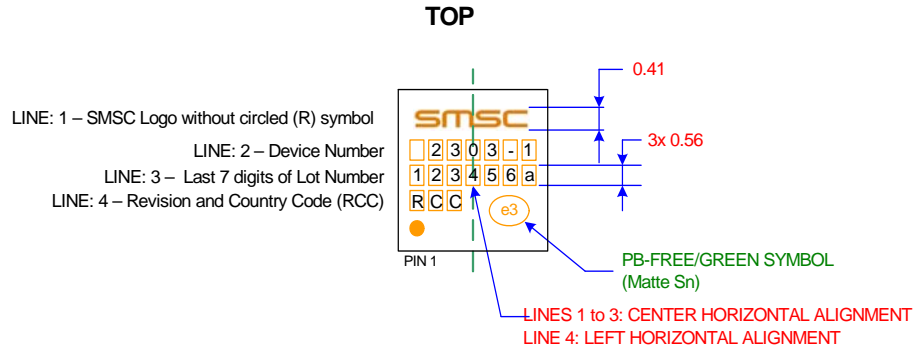 TOP
0.41
LINE: 1 – SMSC Logo without circled (R) symbol
smsc
3x 0.56
LINE: 2 – Device Number
2303-1
LINE: 3 – Last 7 digits of Lot Number
123456a
LINE: 4 – Revision and Country Code (RCC)
RCC
e3
PIN 1
PB-FREE/GREEN SYMBOL
(Matte Sn)
LINES 1 to 3: CENTER HORIZONTAL ALIGNMENT
LINE 4: LEFT HORIZONTAL ALIGNMENT